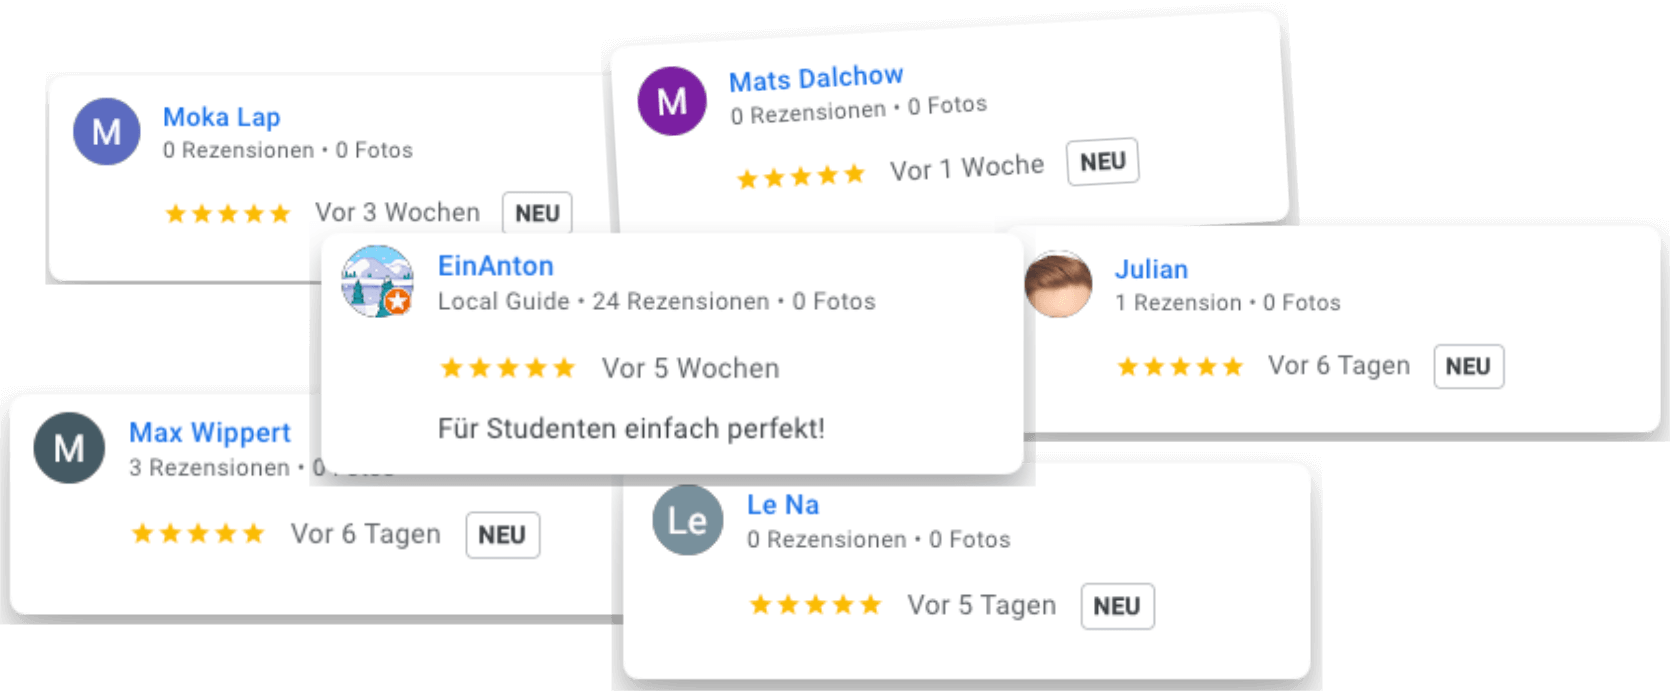 M
Moka Lap
0 Rezensionen • 0 Fotos
Vor 3 Wochen NEU
M
Mats Dalchow
0 Rezensionen • 0 Fotos
Vor 1 Woche NEU
EinAnton
Local Guide • 24 Rezensionen • 0 Fotos
Vor 5 Wochen
Für Studenten einfach perfekt!
Julian
1 Rezension • 0 Fotos
Vor 6 Tagen NEU
M
Max Wippert
3 Rezensionen • 0 Fotos
Vor 6 Tagen NEU
Le
Le Na
0 Rezensionen • 0 Fotos
Vor 5 Tagen NEU